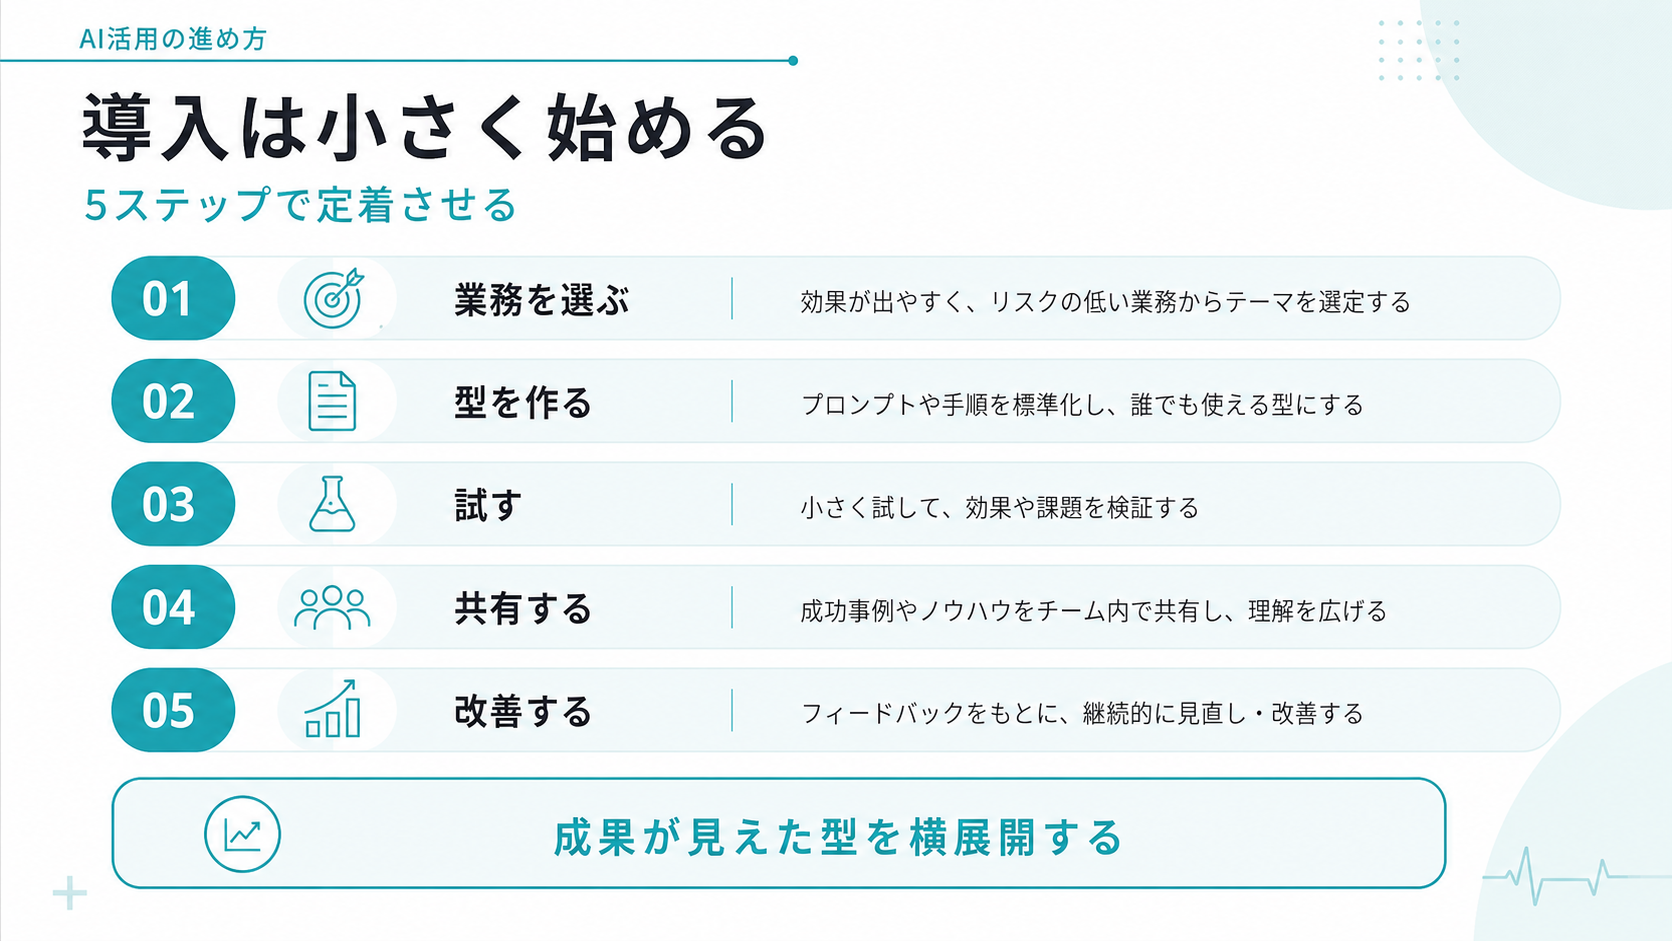 AI活用の進め方
導入は小さく始める
5ステップで定着させる
01 業務を選ぶ 効果が出やすく、リスクの低い業務からテーマを選定する
02 型を作る プロンプトや手順を標準化し、誰でも使える型にする
03 試す 小さく試して、効果や課題を検証する
04 共有する 成功事例やノウハウをチーム内で共有し、理解を広げる
05 改善する フィードバックをもとに、継続的に見直し・改善する
成果が見えた型を横展開する